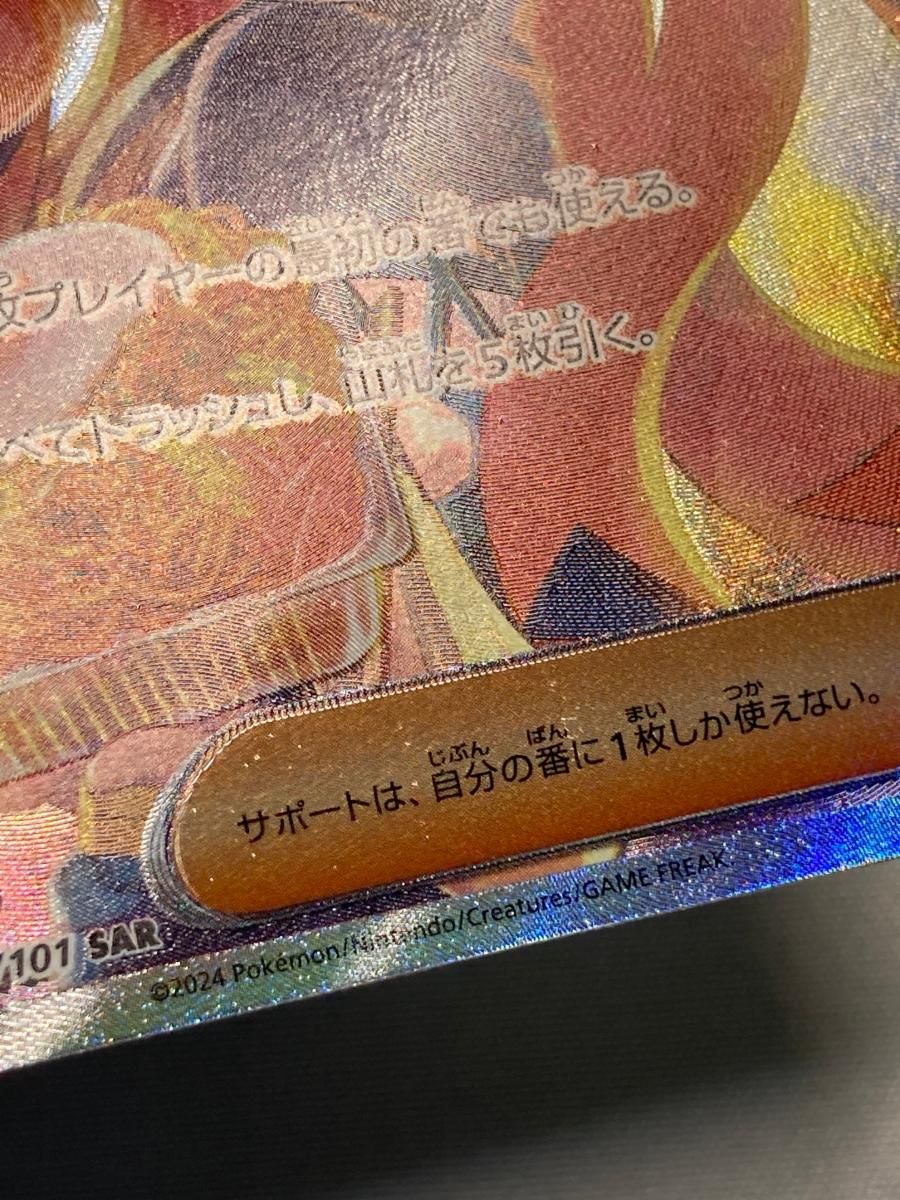 攻プレイヤーの最初の番でも使える。
べてトラッシュし、山札を5枚引く。
サポートは、自分の番に1枚しか使えない。
/101 SAR
©2024 Pokémon/Nintendo/Creatures/GAME FREAK